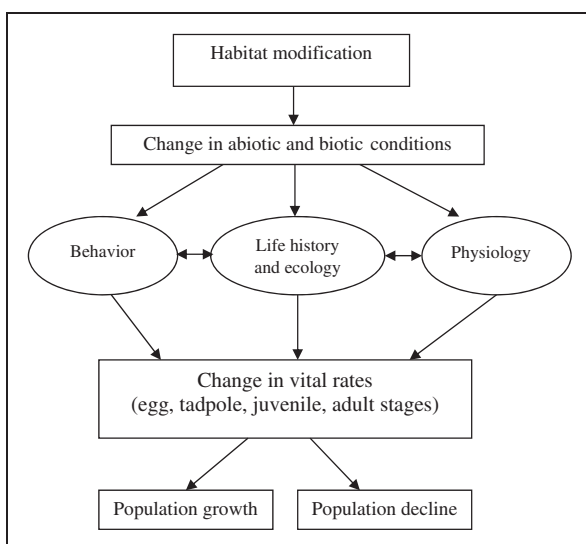 Habitat modification
Change in abiotic and biotic conditions
Behavior
Life history
and ecology
Physiology
Change in vital rates
(egg, tadpole, juvenile, adult stages)
Population growth
Population decline